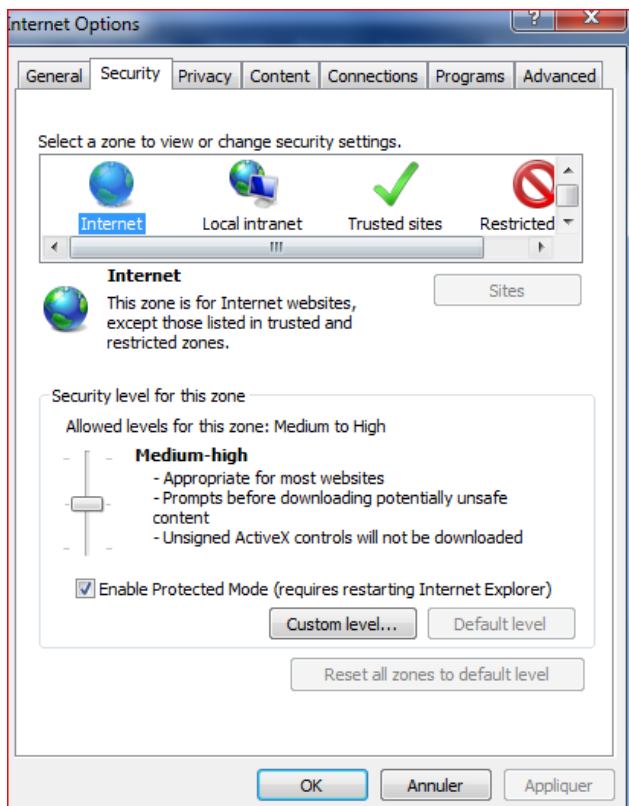 Internet Options
?
X
General Security Privacy Content Connections Programs Advanced
Select a zone to view or change security settings.
Internet Local intranet Trusted sites Restricted
Internet
This zone is for Internet websites,
except those listed in trusted and
restricted zones.
Sites
Security level for this zone
Allowed levels for this zone: Medium to High
Medium-high
- Appropriate for most websites
- Prompts before downloading potentially unsafe
content
- Unsigned ActiveX controls will not be downloaded
Enable Protected Mode (requires restarting Internet Explorer)
Custom level... Default level
Reset all zones to default level
OK Annuler Appliquer